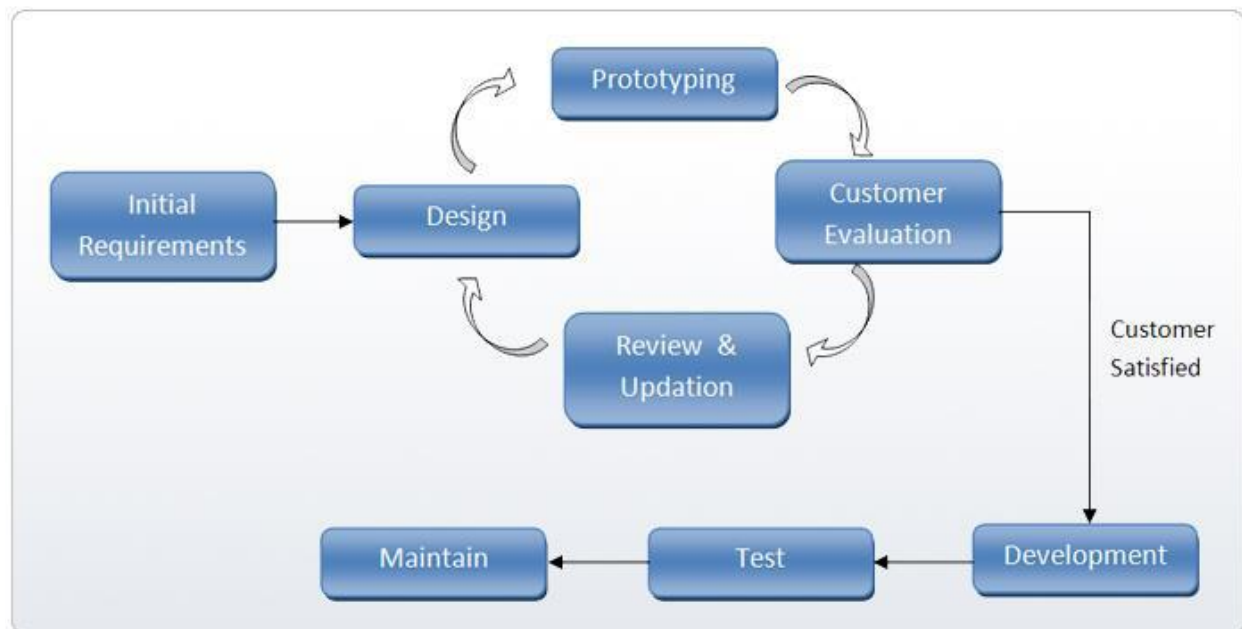 Prototyping
Initial
Requirements
Design
Customer
Evaluation
Review &
Updation
Customer
Satisfied
Maintain
Test
Development